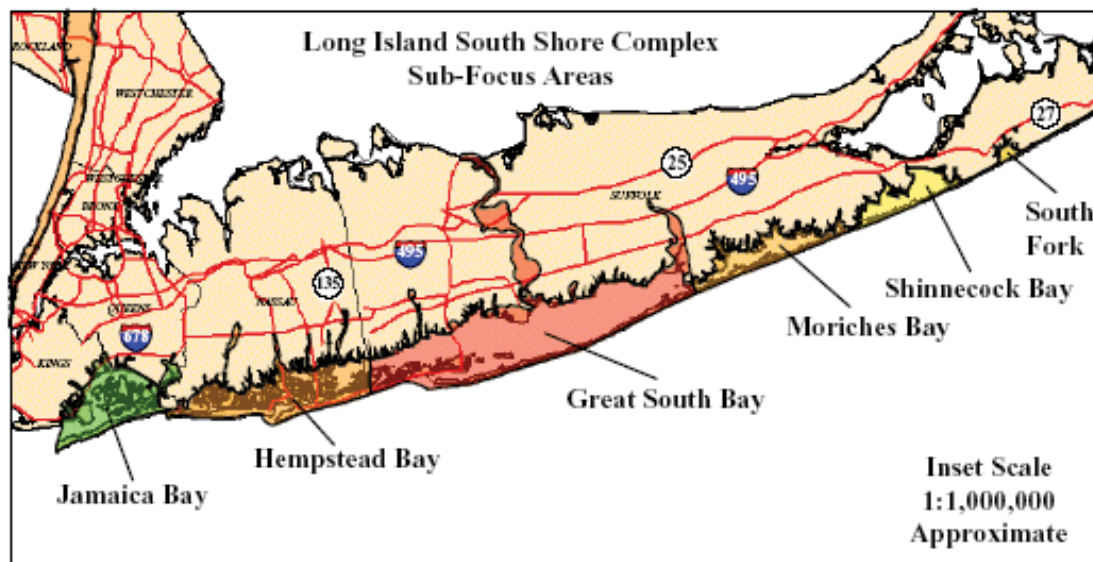 Long Island South Shore Complex
Sub-Focus Areas
ROCKLAND
WESTCHESTER
WESTCHESTER
BRONX
NEW YORK
QUEENS
KINGS
NASSAU
SUFFOLK
678
135
495
25
495
27
South
Fork
Shinnecock Bay
Moriches Bay
Great South Bay
Hempstead Bay
Jamaica Bay
Inset Scale
1:1,000,000
Approximate